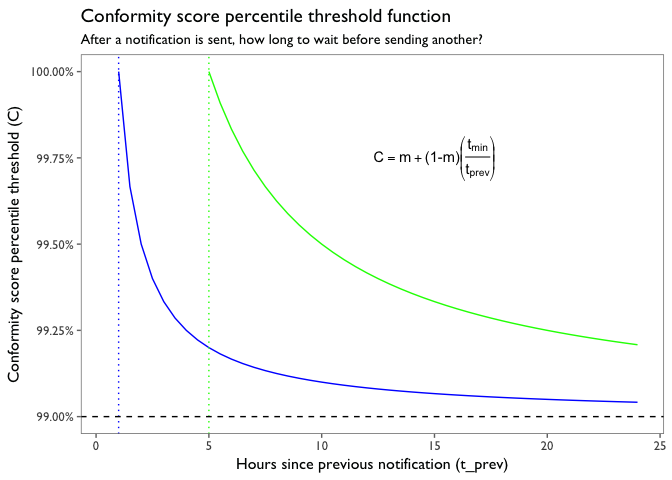 Conformity score percentile threshold function
After a notification is sent, how long to wait before sending another?
Conformity score percentile threshold (C)
100.00%
99.75%
99.50%
99.25%
99.00%
C = m + (1-m)(t_min/t_prev)
0 5 10 15 20 25
Hours since previous notification (t_prev)